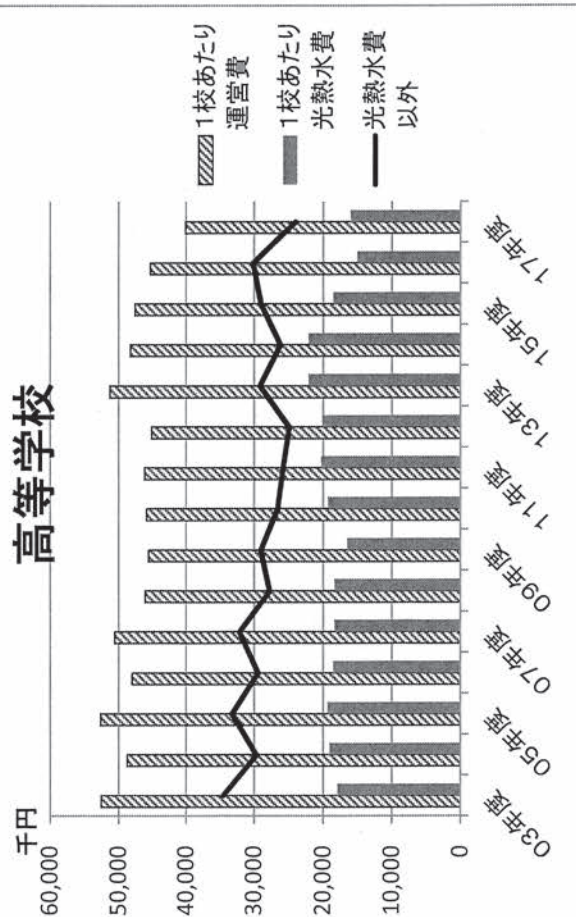 高等学校
千円
60,000
50,000
40,000
30,000
20,000
10,000
0
03年度
05年度
07年度
09年度
11年度
13年度
15年度
17年度
1校あたり
運営費
1校あたり
光熱水費
光熱水費
以外